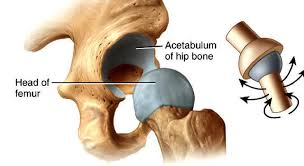 Acetabulum
of hip bone
Head of
femur